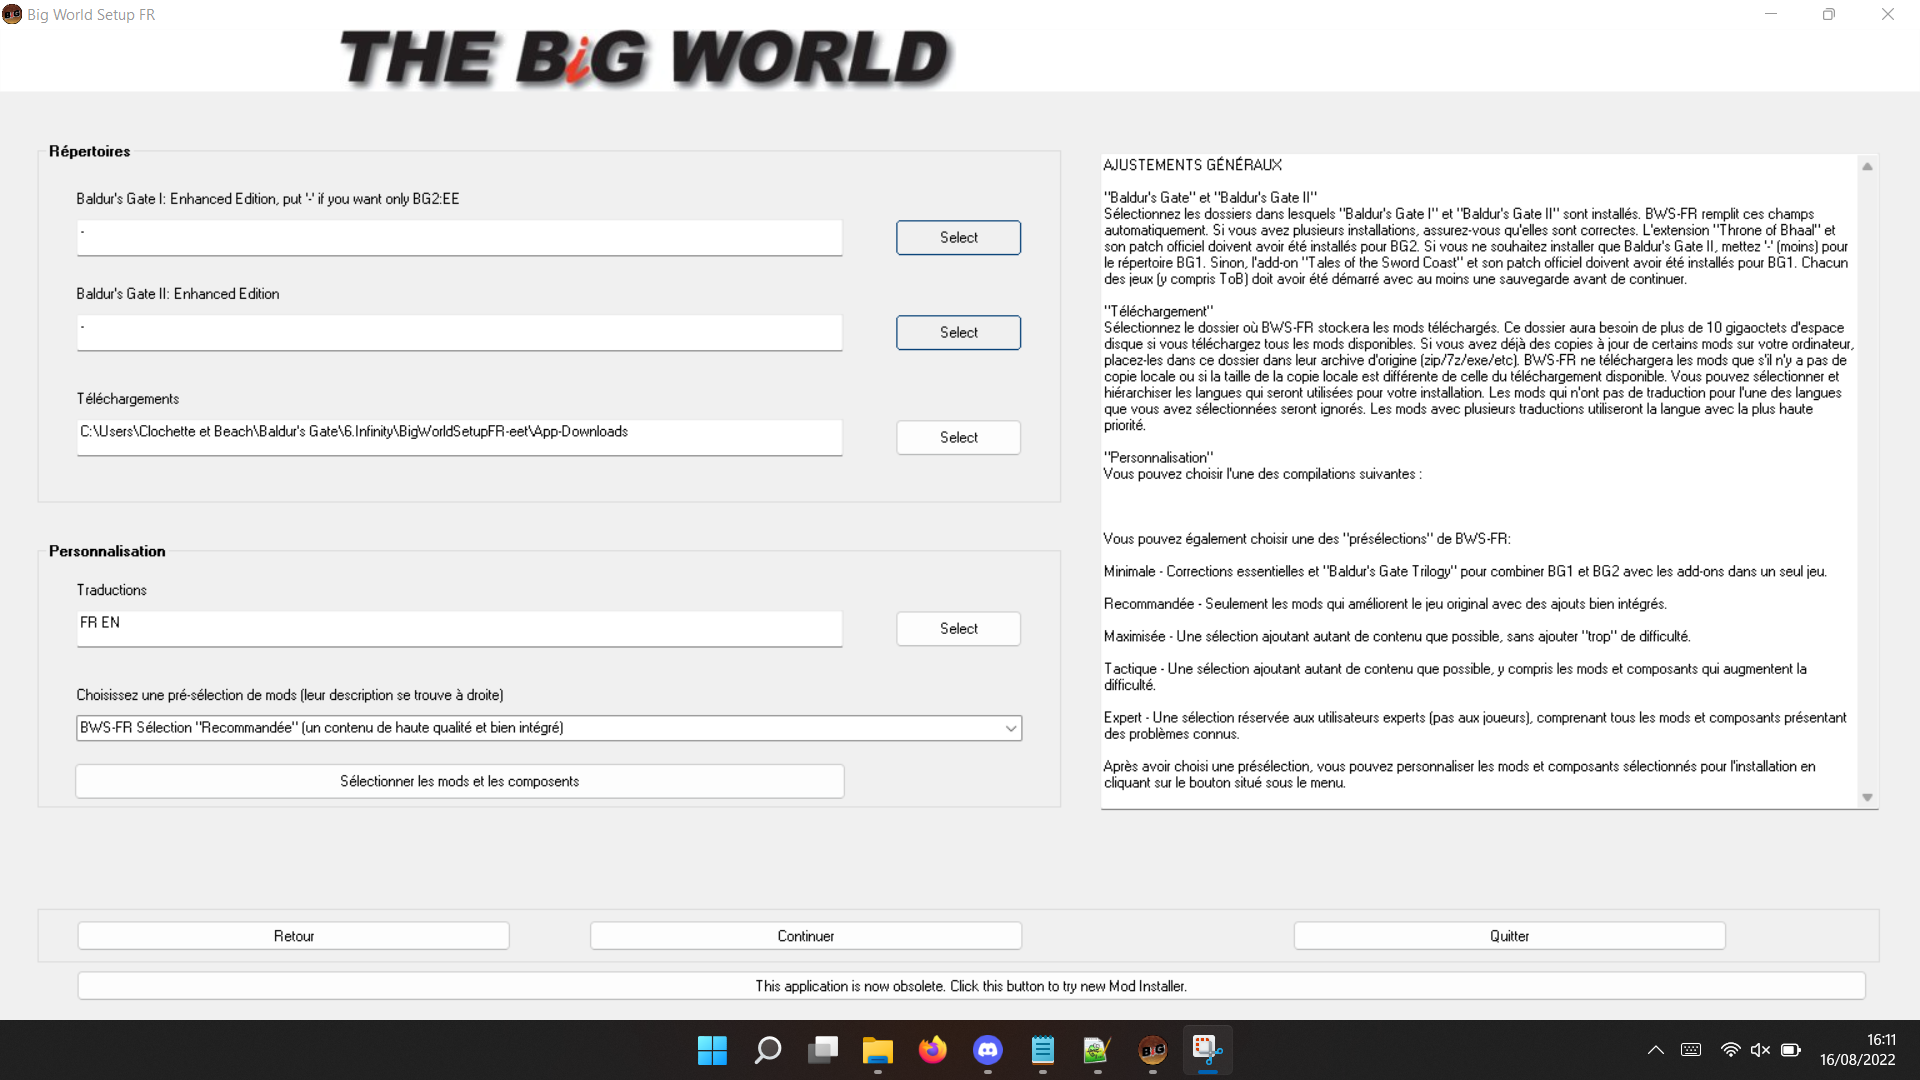 Big World Setup FR
THE BiG WORLD
Répertoires
Baldur's Gate I: Enhanced Edition, put '-' if you want only BG2:EE
-
Select
Baldur's Gate II: Enhanced Edition
-
Select
Téléchargements
C:\Users\Clochette et Beach\Baldur's Gate\6.Infinity\BigWorldSetupFR-eet\App-Downloads
Select
Personnalisation
Traductions
FR EN
Select
Choisissez une pré-sélection de mods (leur description se trouve à droite)
BWS-FR Sélection "Recommandée" (un contenu de haute qualité et bien intégré)
Sélectionner les mods et les composents
AJUSTEMENTS GÉNÉRAUX
"Baldur's Gate" et "Baldur's Gate II"
Sélectionnez les dossiers dans lesquels "Baldur's Gate I" et "Baldur's Gate II" sont installés. BWS-FR remplit ces champs
automatiquement. Si vous avez plusieurs installations, assurez-vous qu'elles sont correctes. L'extension "Throne of Bhaal" et
son patch officiel doivent avoir été installés pour BG2. Si vous ne souhaitez installer que Baldur's Gate II, mettez '-' (moins) pour
le répertoire BG1. Sinon, l'add-on "Tales of the Sword Coast" et son patch officiel doivent avoir été installés pour BG1. Chacun
des jeux (y compris ToB) doit avoir été démarré avec au moins une sauvegarde avant de continuer.
"Téléchargement"
Sélectionnez le dossier où BWS-FR stockera les mods téléchargés. Ce dossier aura besoin de plus de 10 gigaoctets d'espace
disque si vous téléchargez tous les mods disponibles. Si vous avez déjà des copies à jour de certains mods sur votre ordinateur,
placez-les dans ce dossier dans leur archive d'origine (zip/7z/exe/etc). BWS-FR ne téléchargera les mods que s'il n'y a pas de
copie locale ou si la taille de la copie locale est différente de celle du téléchargement disponible. Vous pouvez sélectionner et
hiérarchiser les langues qui seront utilisées pour votre installation. Les mods qui n'ont pas de traduction pour l'une des langues
que vous avez sélectionnées seront ignorés. Les mods avec plusieurs traductions utiliseront la langue avec la plus haute
priorité.
"Personnalisation"
Vous pouvez choisir l'une des compilations suivantes :
Vous pouvez également choisir une des "présélections" de BWS-FR:
Minimale - Corrections essentielles et "Baldur's Gate Trilogy" pour combiner BG1 et BG2 avec les add-ons dans un seul jeu.
Recommandée - Seulement les mods qui améliorent le jeu original avec des ajouts bien intégrés.
Maximisée - Une sélection ajoutant autant de contenu que possible, sans ajouter "trop" de difficulté.
Tactique - Une sélection ajoutant autant de contenu que possible, y compris les mods et composants qui augmentent la
difficulté.
Expert - Une sélection réservée aux utilisateurs experts (pas aux joueurs), comprenant tous les mods et composants présentant
des problèmes connus.
Après avoir choisi une présélection, vous pouvez personnaliser les mods et composants sélectionnés pour l'installation en
cliquant sur le bouton situé sous le menu.
Retour
Continuer
Quitter
This application is now obsolete. Click this button to try new Mod Installer.
BiG
16:11
16/08/2022